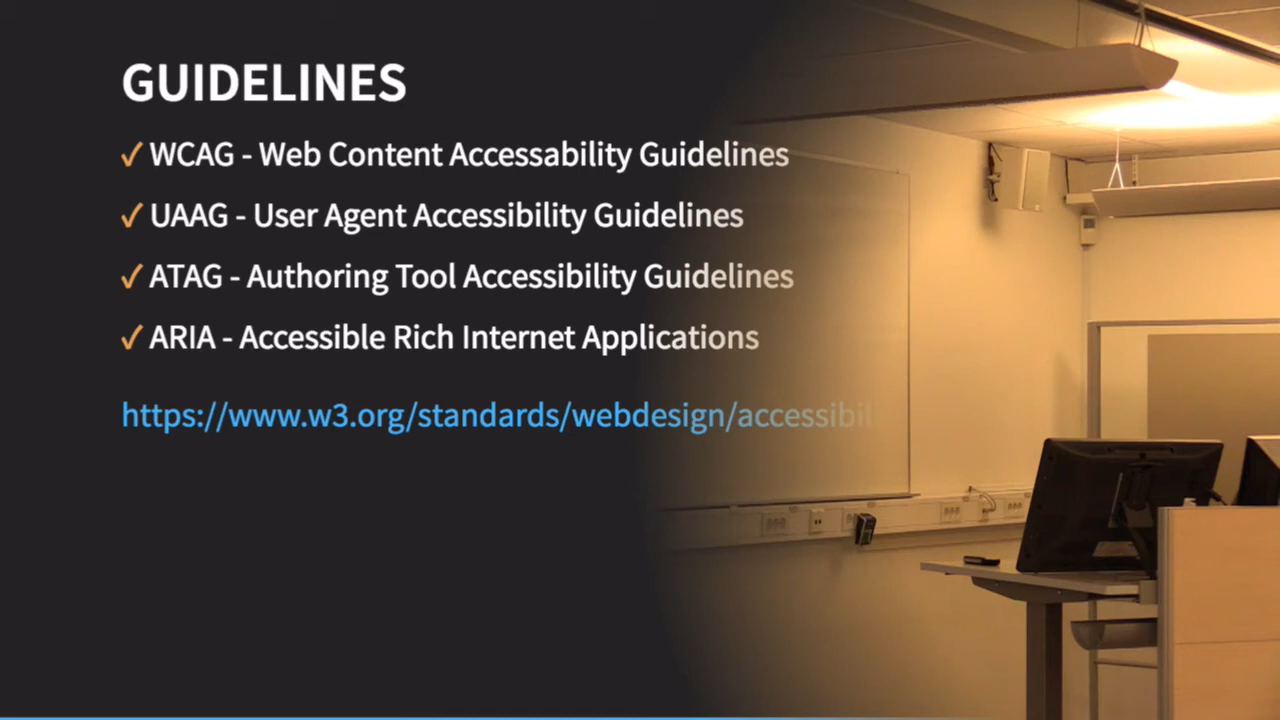 GUIDELINES
✓ WCAG - Web Content Accessability Guidelines
✓ UAAG - User Agent Accessibility Guidelines
✓ ATAG - Authoring Tool Accessibility Guidelines
✓ ARIA - Accessible Rich Internet Applications
https://www.w3.org/standards/webdesign/accessibil